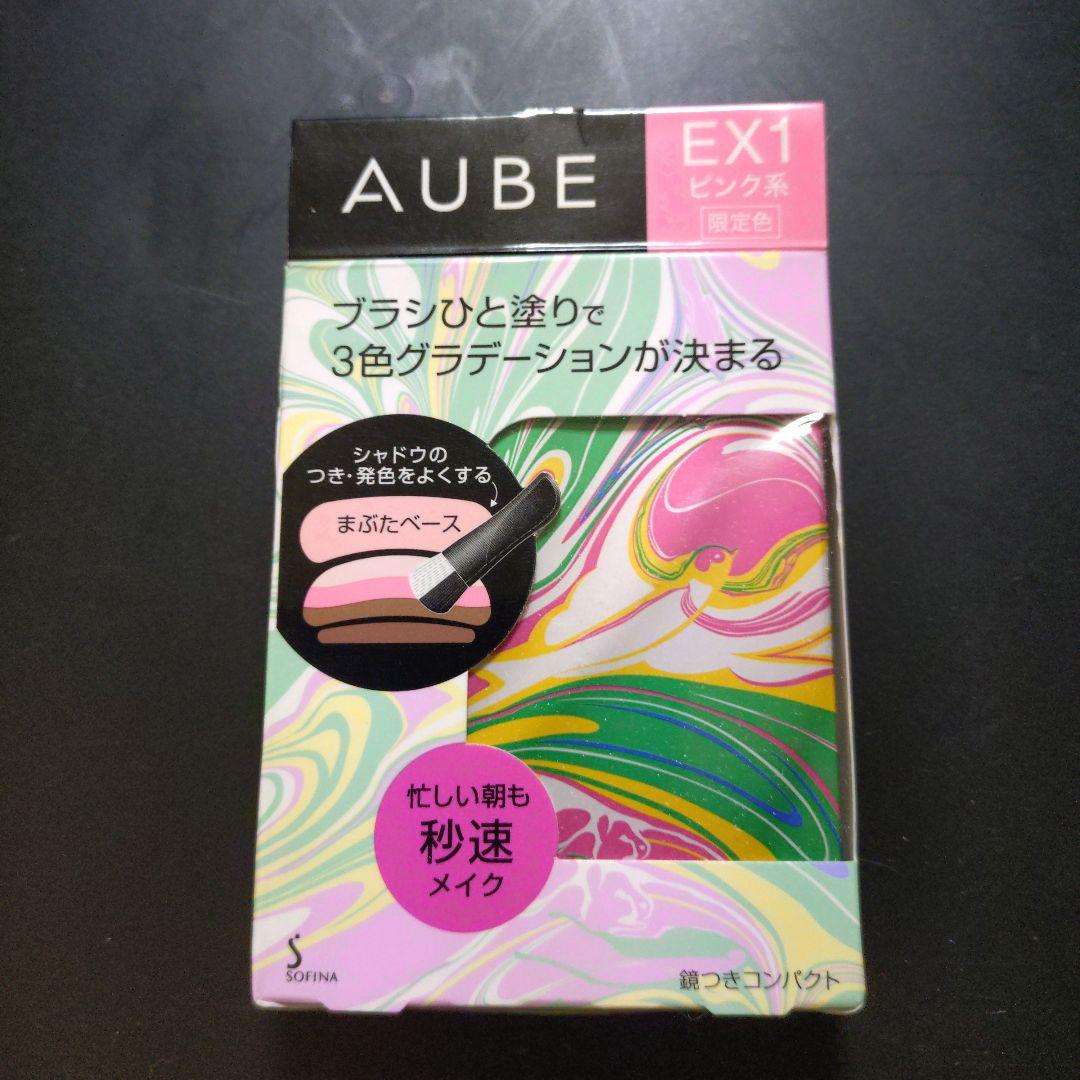 AUBE
EX1
ピンク系
限定色
ブラシひと塗りで
3色グラデーションが決まる
シャドウの
つき・発色をよくする
まぶたベース
忙しい朝も
秒速
メイク
SOFINA
鏡つきコンパクト